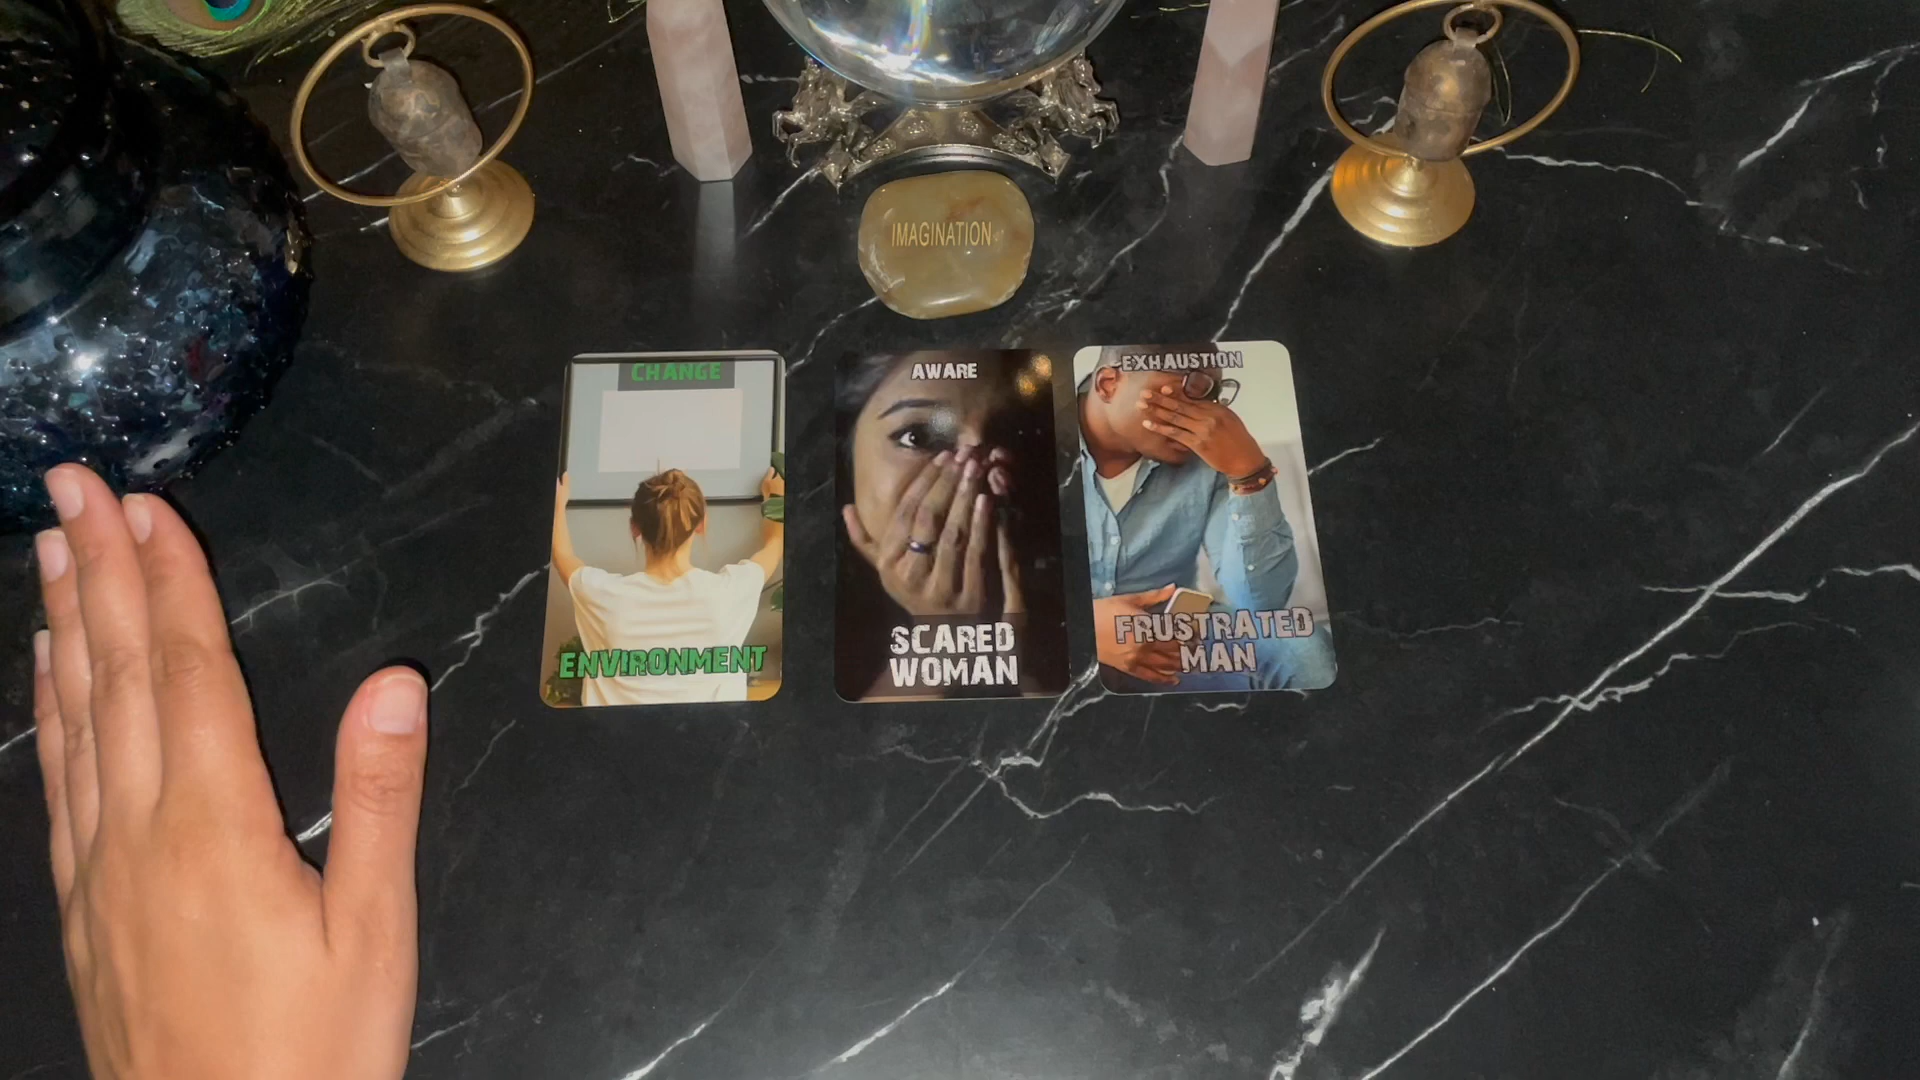 IMAGINATION
CHANGE
ENVIRONMENT
AWARE
SCARED
WOMAN
EXHAUSTION
FRUSTRATED
MAN